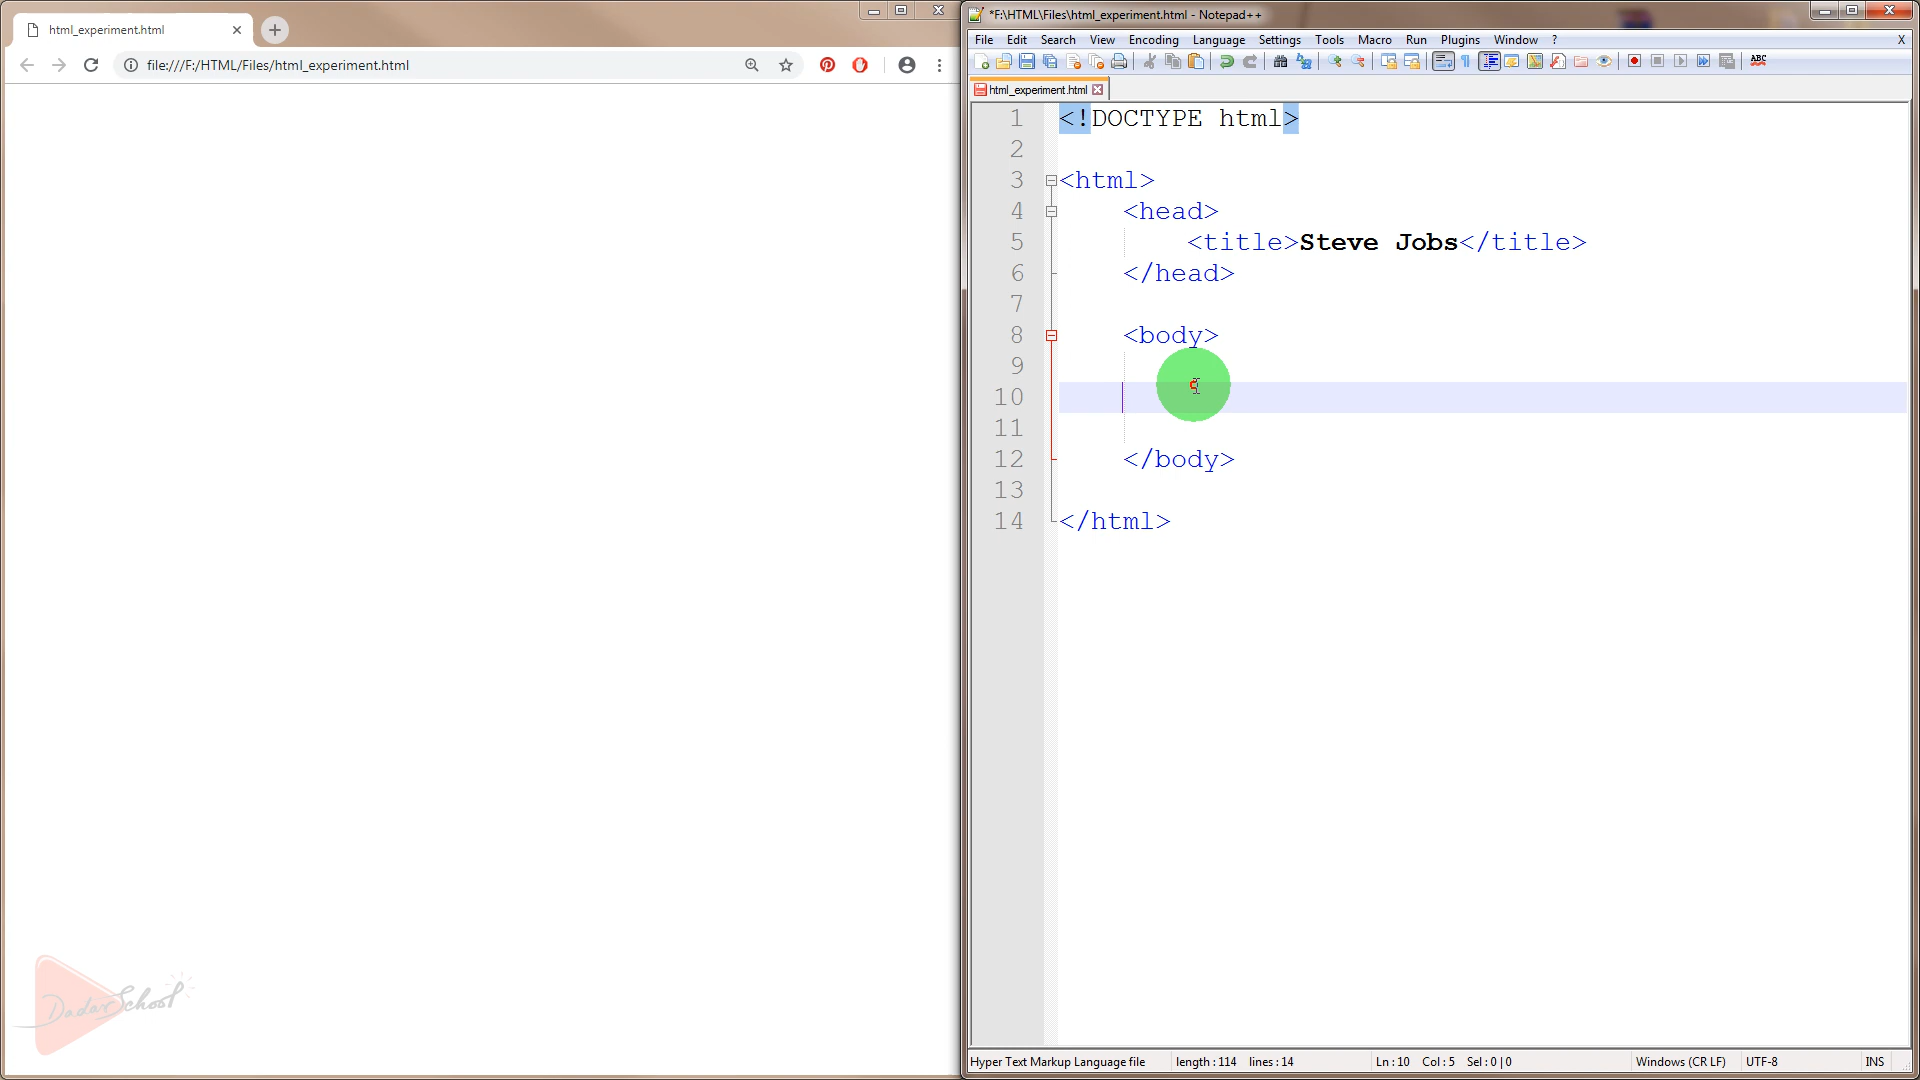 html_experiment.html
file:///F:/HTML/Files/html_experiment.html
DadarSchool
*F:\HTML\Files\html_experiment.html - Notepad++
File Edit Search View Encoding Language Settings Tools Macro Run Plugins Window ? X
ABC
html_experiment.html
1 <!DOCTYPE html>
2
3 <html>
4 <head>
5 <title>Steve Jobs</title>
6 </head>
7
8 <body>
9
10
11
12 </body>
13
14 </html>
Hyper Text Markup Language file length : 114 lines : 14 Ln : 10 Col : 5 Sel : 0 | 0 Windows (CR LF) UTF-8 INS